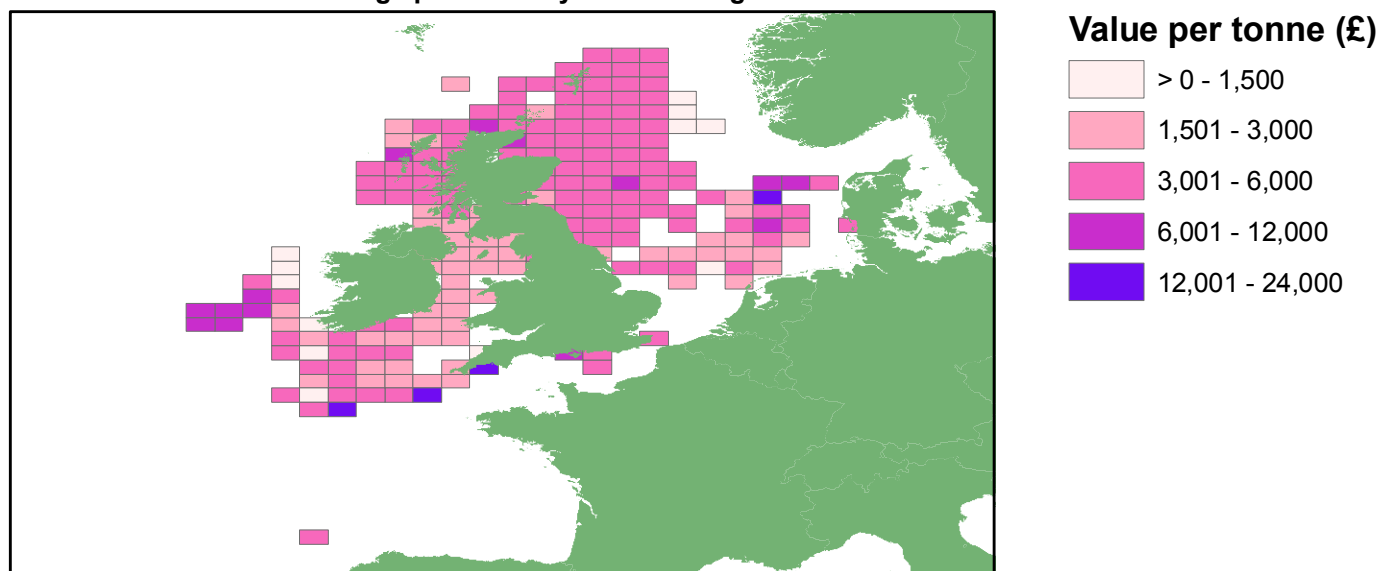 Value per tonne (£)
> 0 - 1,500
1,501 - 3,000
3,001 - 6,000
6,001 - 12,000
12,001 - 24,000